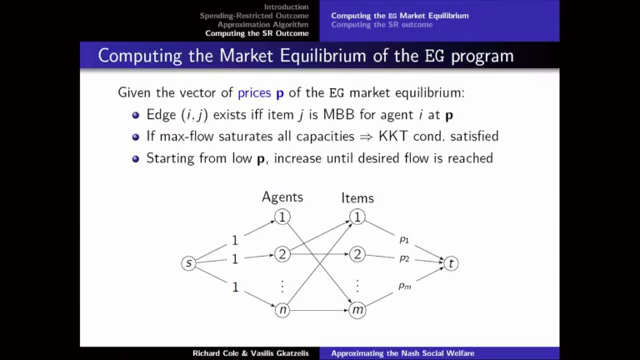 Introduction
Spending-Restricted Outcome
Approximation Algorithm
Computing the SR Outcome
Computing the EG Market Equilibrium
Computing the SR outcome
Computing the Market Equilibrium of the EG program
Given the vector of prices p of the EG market equilibrium:
Edge (i, j) exists iff item j is MBB for agent i at p
If max-flow saturates all capacities ⇒ KKT cond. satisfied
Starting from low p, increase until desired flow is reached
Agents Items
1 1
1 p₁
s 1 2 2 p₂ t
⋮ ⋮
1 pₘ
n m
Richard Cole & Vasilis Gkatzelis Approximating the Nash Social Welfare